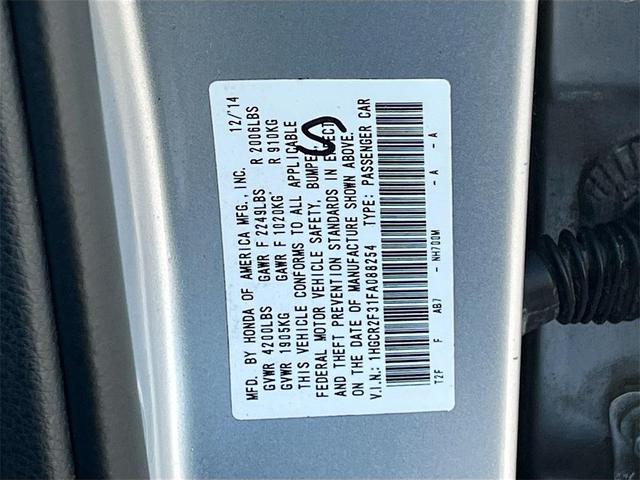 MFD. BY HONDA OF AMERICA MFG., INC. 12/14
GVWR 4200LBS GAWR F 2249LBS R 2006LBS
GVWR 1905KG GAWR F 1020KG R 910KG
THIS VEHICLE CONFORMS TO ALL APPLICABLE
FEDERAL MOTOR VEHICLE SAFETY, BUMPER
AND THEFT PREVENTION STANDARDS IN EFFECT
ON THE DATE OF MANUFACTURE SHOWN ABOVE.
V.I.N.: 1HGCR2F31FA088254 TYPE: PASSENGER CAR
T2F F AB7 - NH700M - A - A